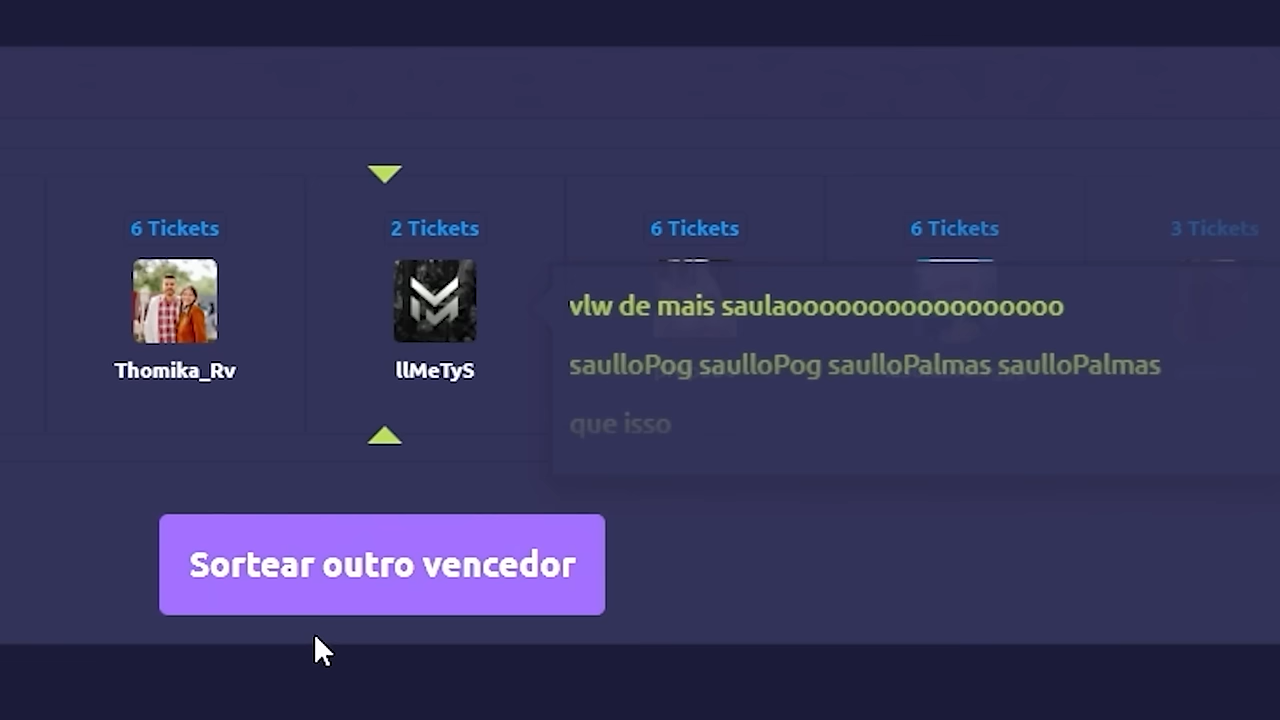 6 Tickets
2 Tickets
6 Tickets
6 Tickets
3 Tickets
Thomika_Rv
llMeTyS
vlw de mais saulaooooooooooooooooo
saulloPog saulloPog saulloPalmas saulloPalmas
que isso
Sortear outro vencedor